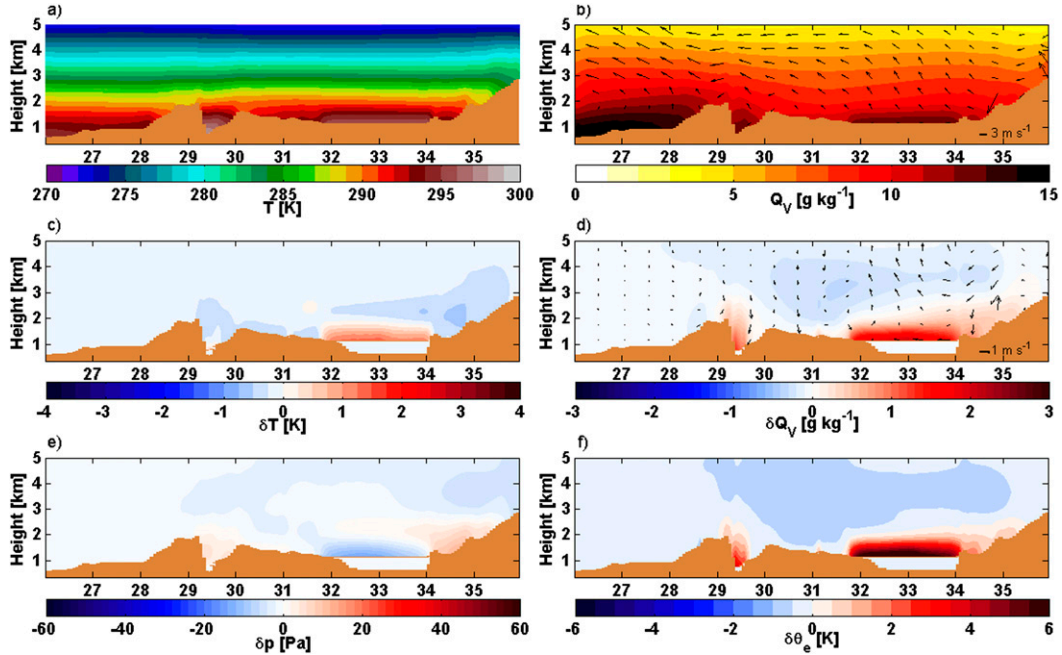 a)
b)
Height [km]
5
4
3
2
1
27 28 29 30 31 32 33 34 35
270 275 280 285 290 295 300
T [K]
Height [km]
5
4
3
2
1
3 m s⁻¹
27 28 29 30 31 32 33 34 35
0 5 10 15
Q_V [g kg⁻¹]
c)
d)
Height [km]
5
4
3
2
1
27 28 29 30 31 32 33 34 35
-4 -3 -2 -1 0 1 2 3 4
δT [K]
Height [km]
5
4
3
2
1
1 m s⁻¹
27 28 29 30 31 32 33 34 35
-3 -2 -1 0 1 2 3
δQ_V [g kg⁻¹]
e)
f)
Height [km]
5
4
3
2
1
27 28 29 30 31 32 33 34 35
-60 -40 -20 0 20 40 60
δp [Pa]
Height [km]
5
4
3
2
1
27 28 29 30 31 32 33 34 35
-6 -4 -2 0 2 4 6
δθ_e [K]